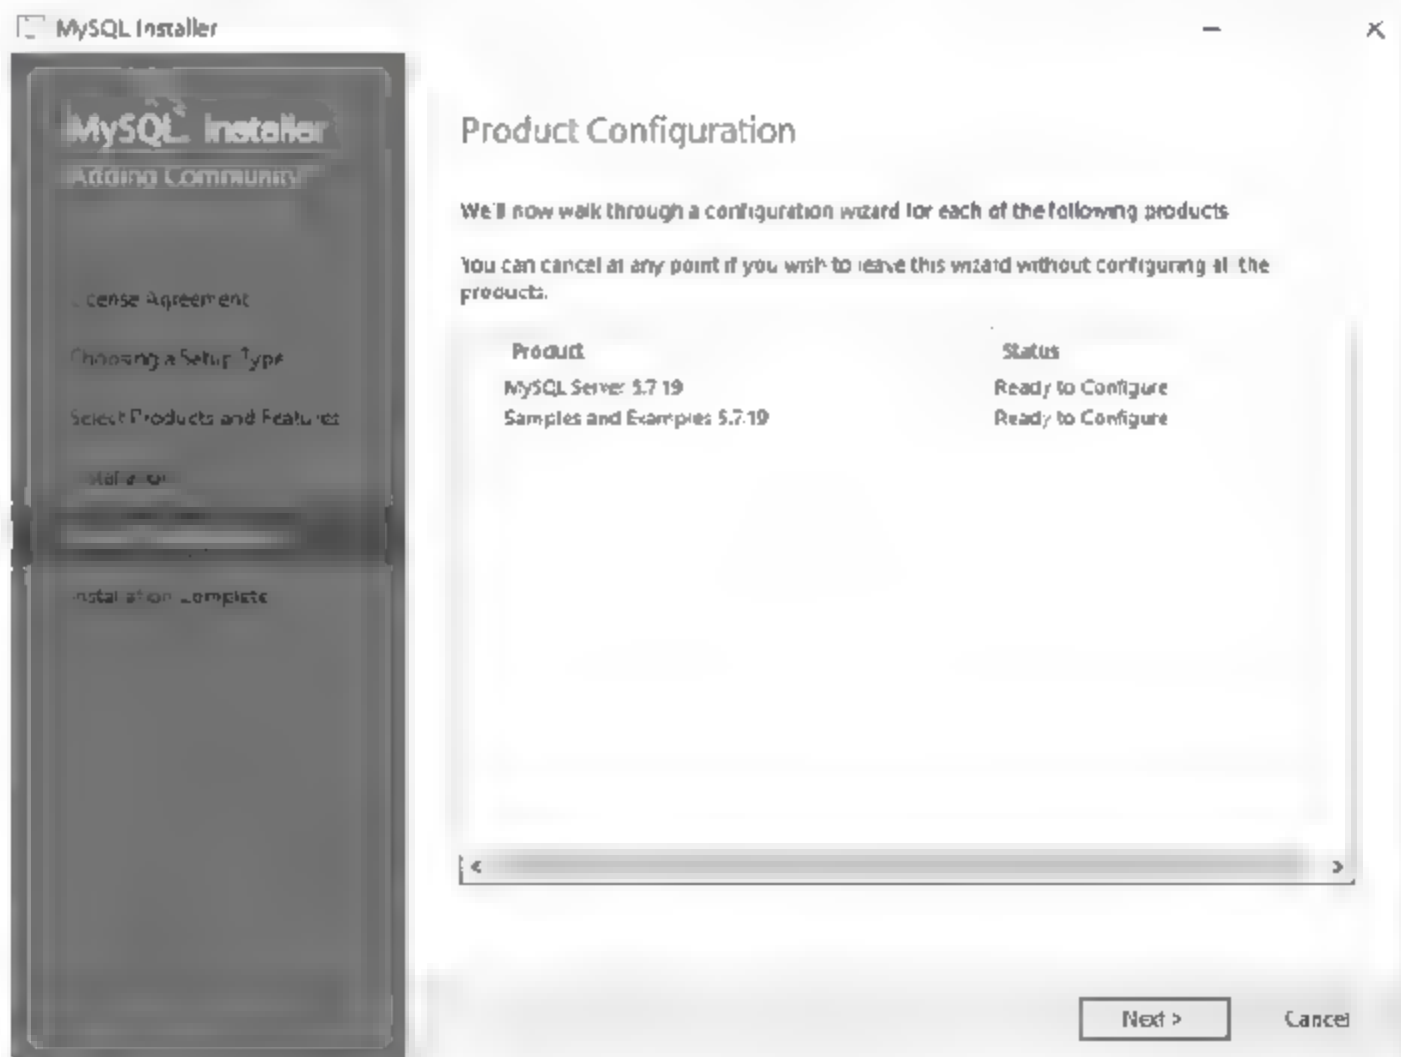 MySQL Installer
MySQL Installer
Adding Community
License Agreement
Choosing a Setup Type
Select Products and Features
Installation
Installation Complete
Product Configuration
We'll now walk through a configuration wizard for each of the following products
You can cancel at any point if you wish to leave this wizard without configuring all the
products.
Product Status
MySQL Server 5.7.19 Ready to Configure
Samples and Examples 5.7.19 Ready to Configure
Next >
Cancel